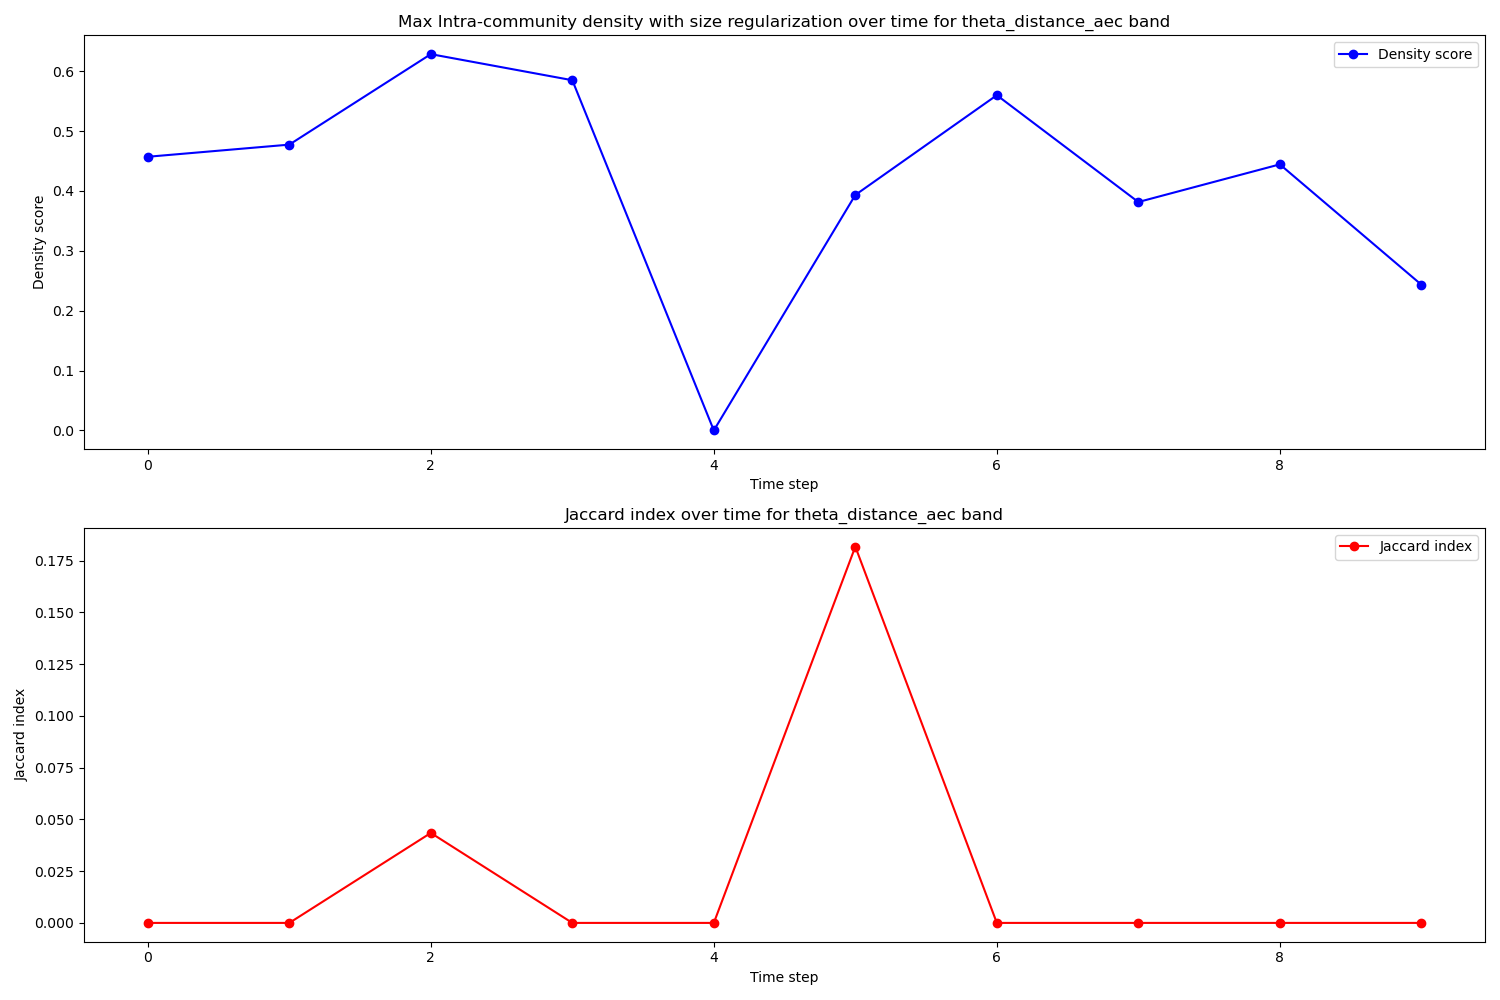 Max Intra-community density with size regularization over time for theta_distance_aec band
Density score
Density score
0.6
0.5
0.4
0.3
0.2
0.1
0.0
0 2 4 6 8
Time step
Jaccard index over time for theta_distance_aec band
Jaccard index
Jaccard index
0.175
0.150
0.125
0.100
0.075
0.050
0.025
0.000
0 2 4 6 8
Time step